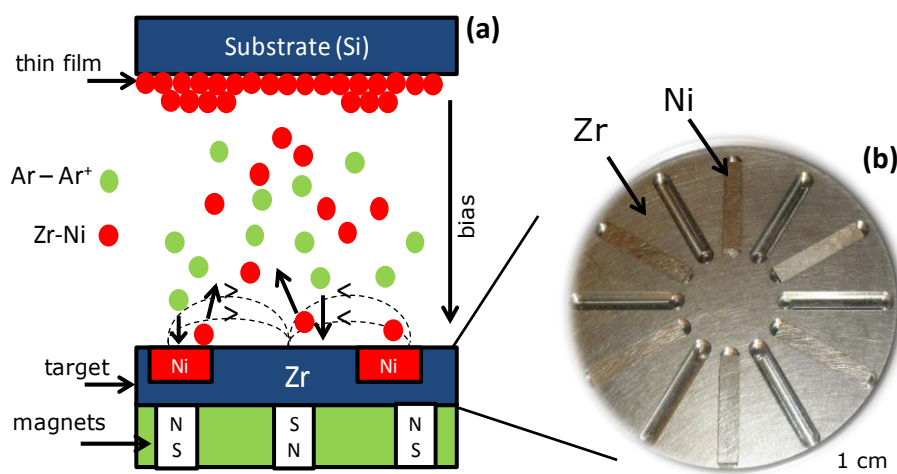 (a)
Substrate (Si)
thin film
Ar – Ar⁺
Zr-Ni
bias
Ni
Zr
Ni
target
magnets
N
S
S
N
N
S
Ni
Zr
(b)
1 cm